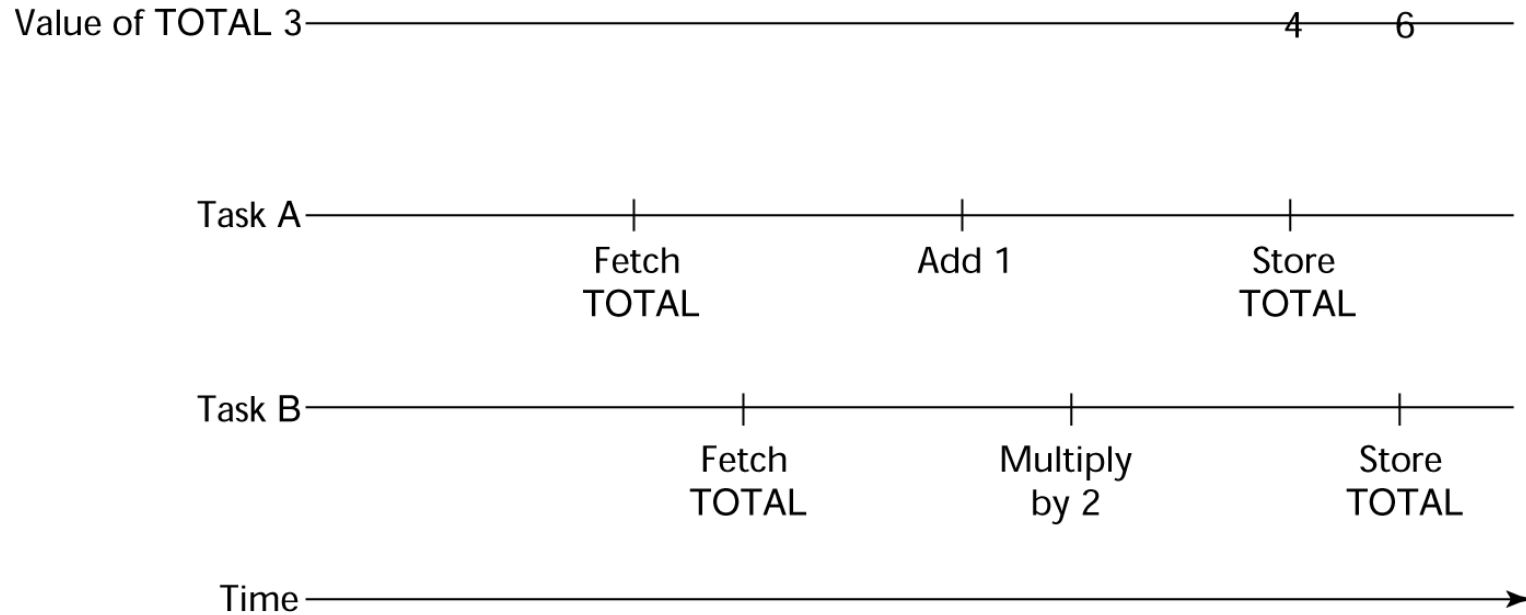 Value of TOTAL 3 4 6
Task A
Fetch Add 1 Store
TOTAL TOTAL
Task B
Fetch Multiply Store
TOTAL by 2 TOTAL
Time